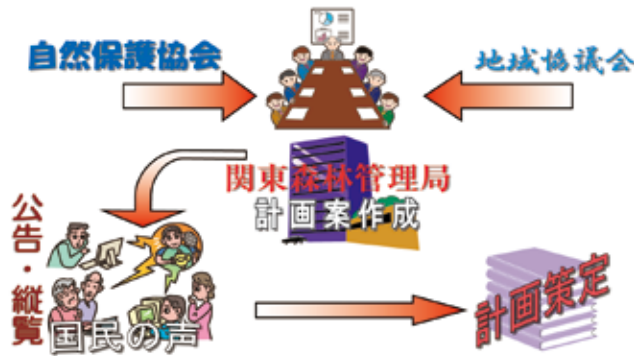 自然保護協会
地域協議会
関東森林管理局
計画案作成
公告・縦覧
国民の声
計画策定